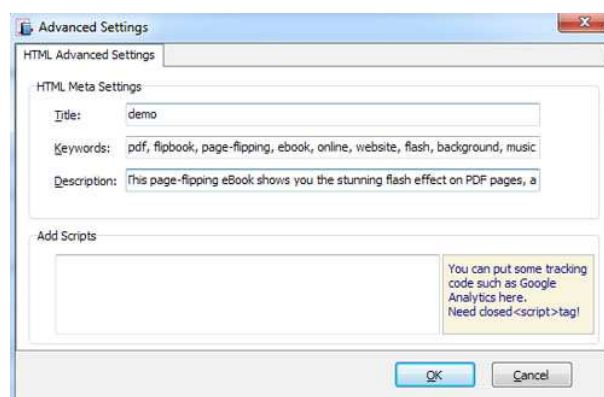 Advanced Settings
HTML Advanced Settings
HTML Meta Settings
Title: demo
Keywords: pdf, flipbook, page-flipping, ebook, online, website, flash, background, music
Description: This page-flipping eBook shows you the stunning flash effect on PDF pages, a
Add Scripts
You can put some tracking
code such as Google
Analytics here.
Need closed<script>tag!
OK Cancel